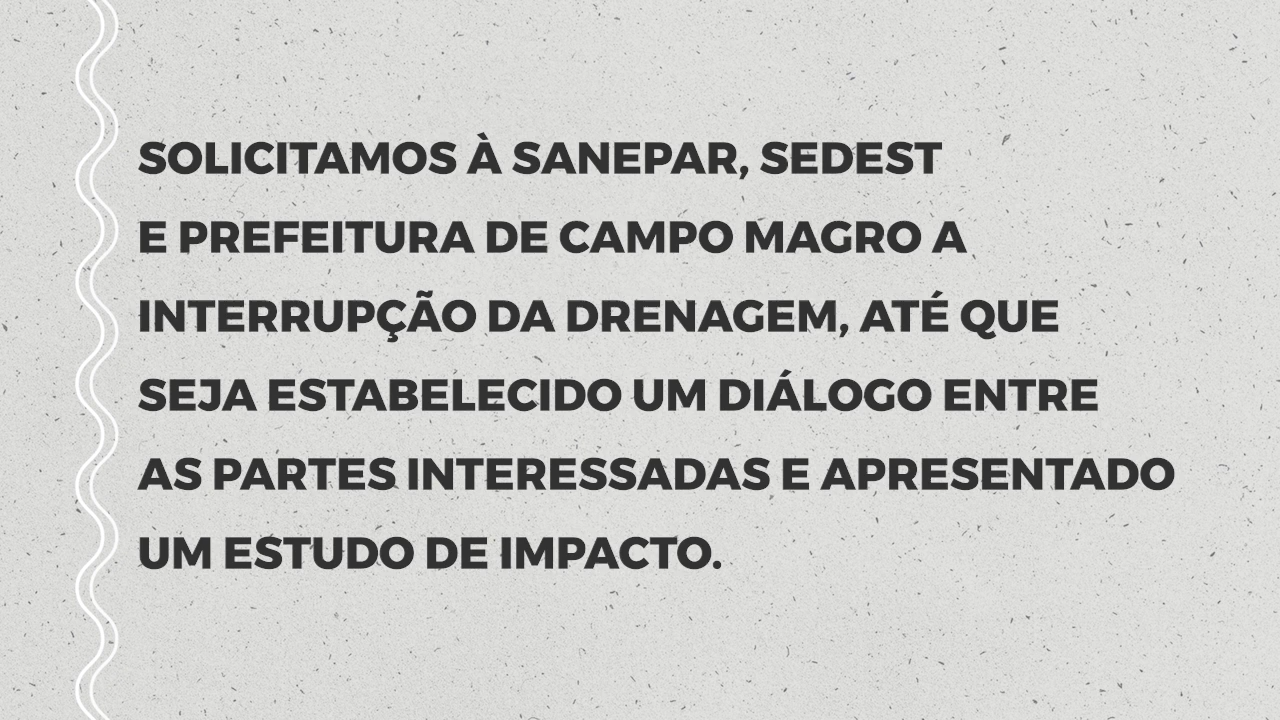 SOLICITAMOS À SANEPAR, SEDEST
E PREFEITURA DE CAMPO MAGRO A
INTERRUPÇÃO DA DRENAGEM, ATÉ QUE
SEJA ESTABELECIDO UM DIÁLOGO ENTRE
AS PARTES INTERESSADAS E APRESENTADO
UM ESTUDO DE IMPACTO.